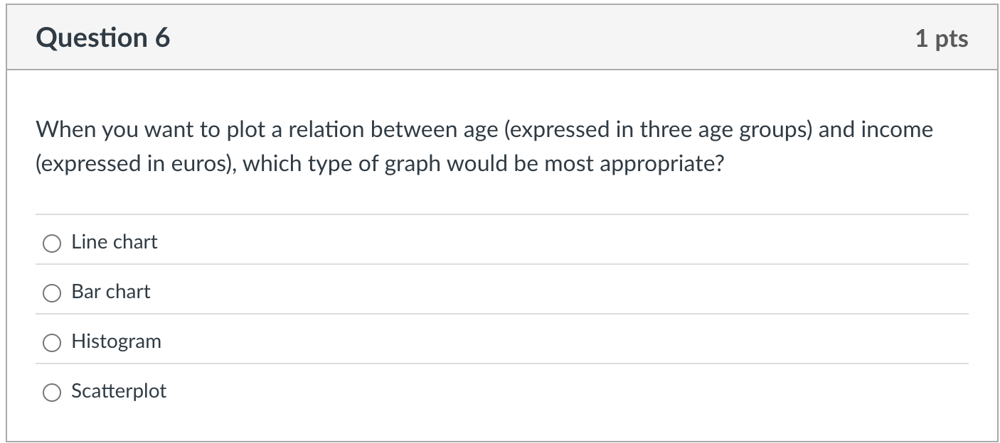 Question 6
1 pts
When you want to plot a relation between age (expressed in three age groups) and income
(expressed in euros), which type of graph would be most appropriate?
Line chart
Bar chart
Histogram
Scatterplot